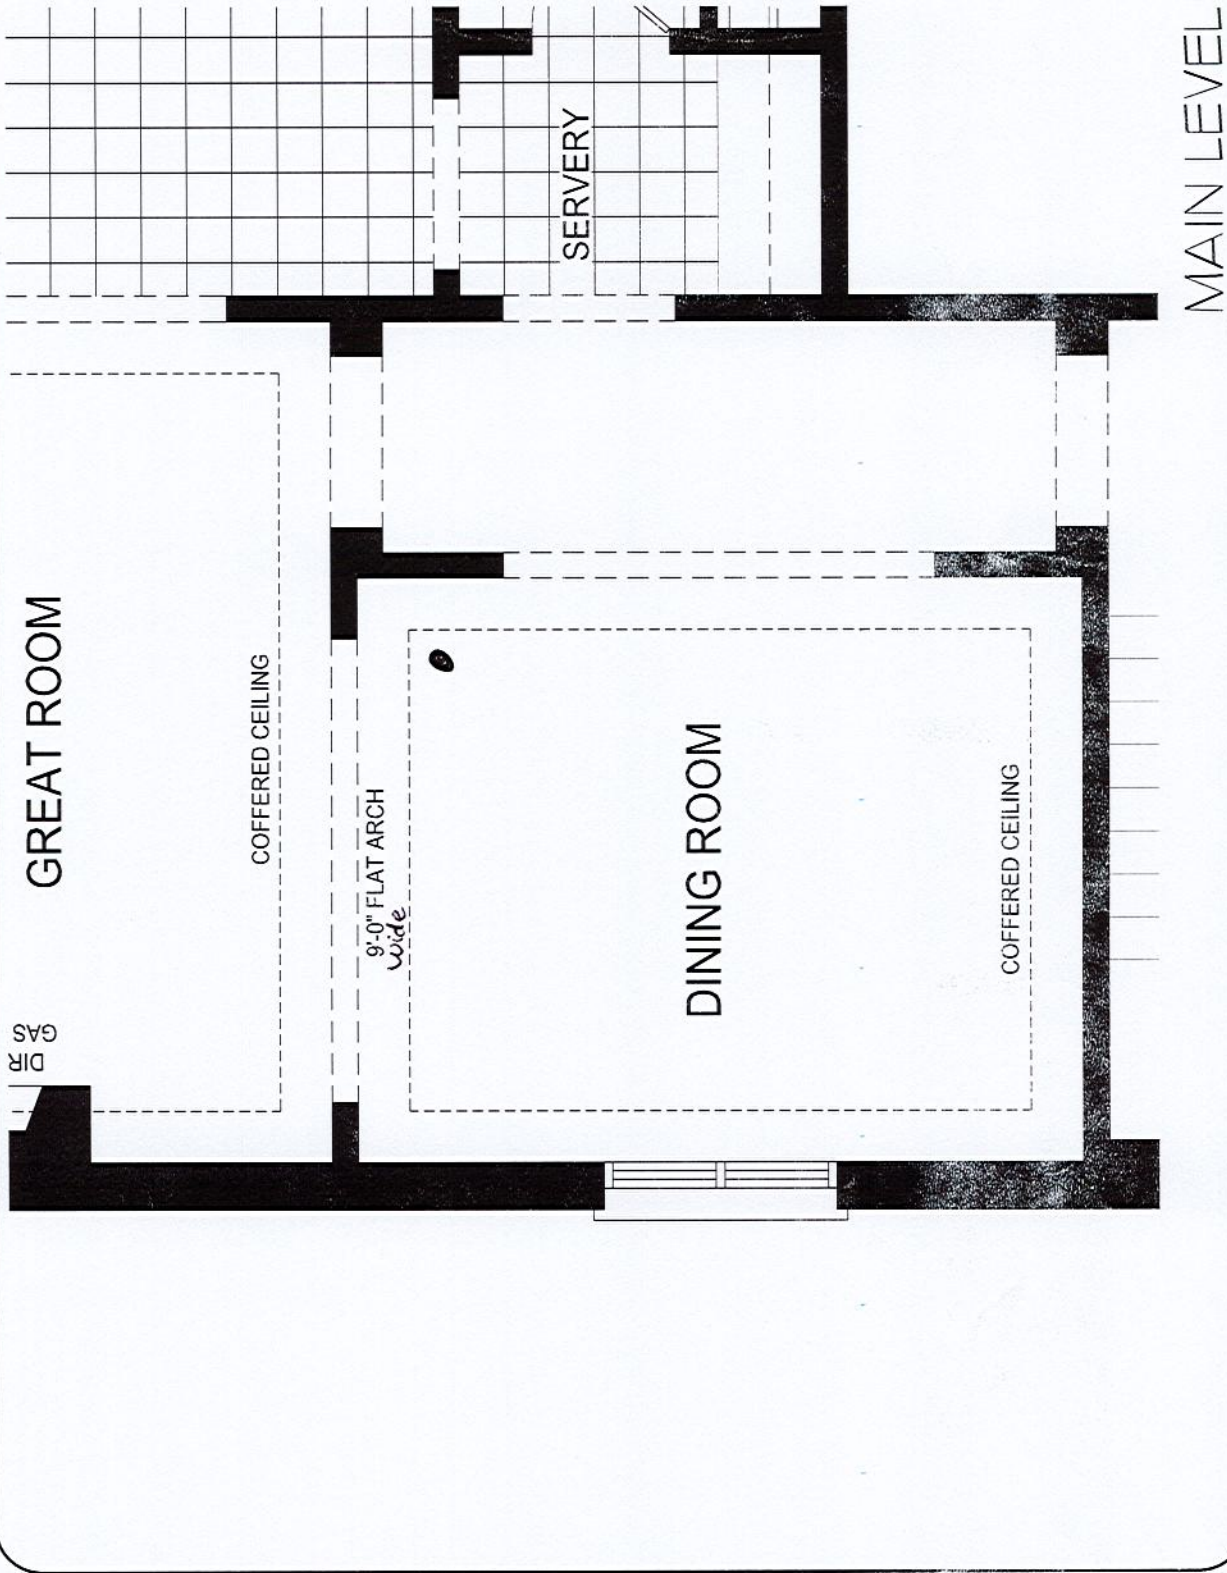 GREAT ROOM
COFFERED CEILING
DIR
GAS
9'-0" FLAT ARCH
Wide
DINING ROOM
COFFERED CEILING
SERVERY
MAIN LEVEL